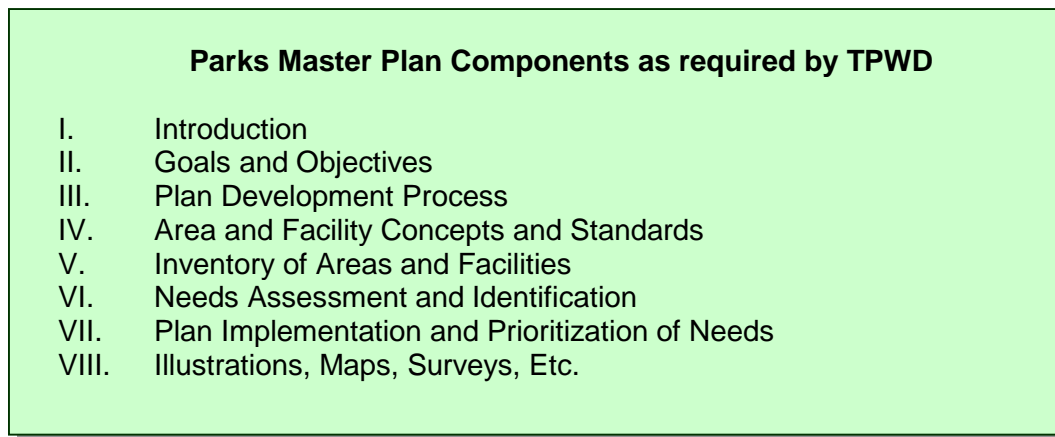 Parks Master Plan Components as required by TPWD
I. Introduction
II. Goals and Objectives
III. Plan Development Process
IV. Area and Facility Concepts and Standards
V. Inventory of Areas and Facilities
VI. Needs Assessment and Identification
VII. Plan Implementation and Prioritization of Needs
VIII. Illustrations, Maps, Surveys, Etc.